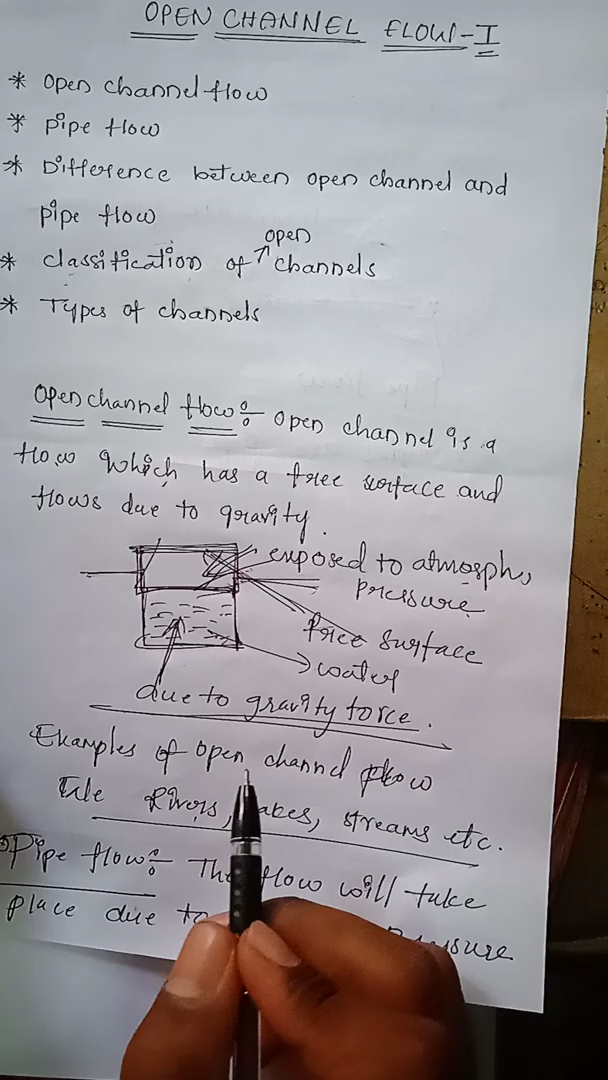 OPEN CHANNEL FLOW-I
* Open channel flow
* Pipe flow
* Difference between open channel and
pipe flow
open
* classification of ↑ channels
* Types of channels
Open channel flow:- Open channel is a
flow which has a free surface and
flows due to gravity.
exposed to atmosph,
pressure
free surface
→ water
due to gravity force.
Examples of open channel flow
Rivers, Lakes, streams etc.
Pipe flow:- The flow will take
place due to pressure